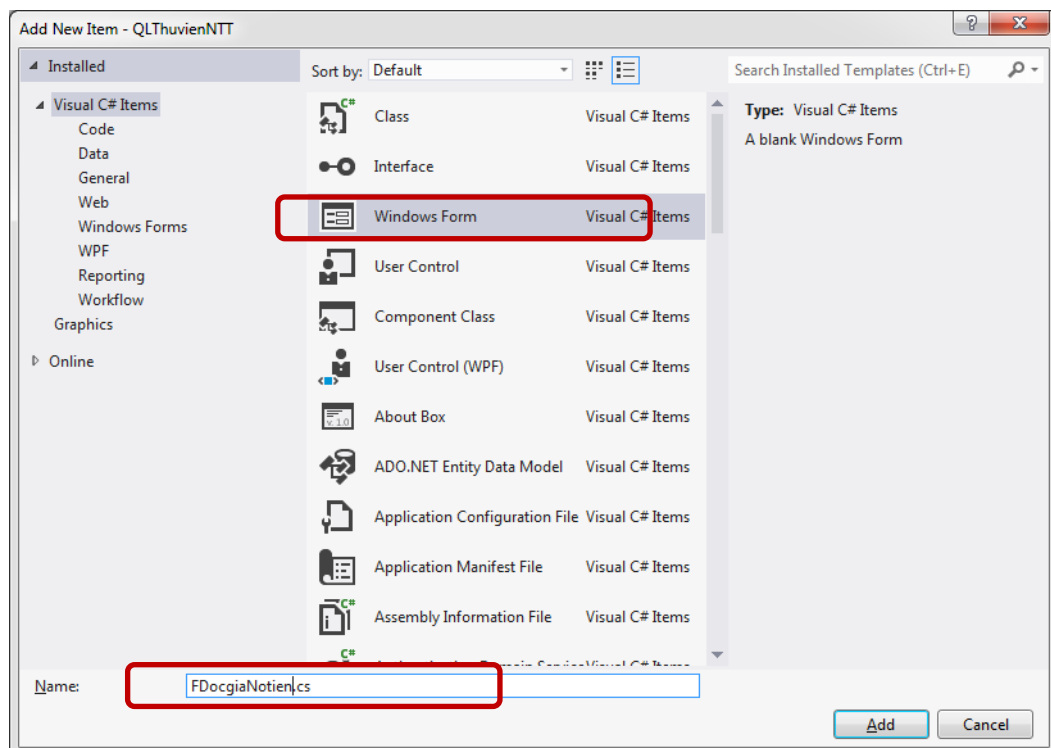 Add New Item - QLThuvienNTT
Installed
Sort by: Default
Search Installed Templates (Ctrl+E)
Visual C# Items
Code
Data
General
Web
Windows Forms
WPF
Reporting
Workflow
Graphics
Online
C#
Class Visual C# Items
Interface Visual C# Items
Windows Form Visual C# Items
User Control Visual C# Items
Component Class Visual C# Items
User Control (WPF) Visual C# Items
v. 1.0
About Box Visual C# Items
ADO.NET Entity Data Model Visual C# Items
Application Configuration File Visual C# Items
Application Manifest File Visual C# Items
C#
Assembly Information File Visual C# Items
C#
Type: Visual C# Items
A blank Windows Form
Name: FDocgiaNotien.cs
Add Cancel